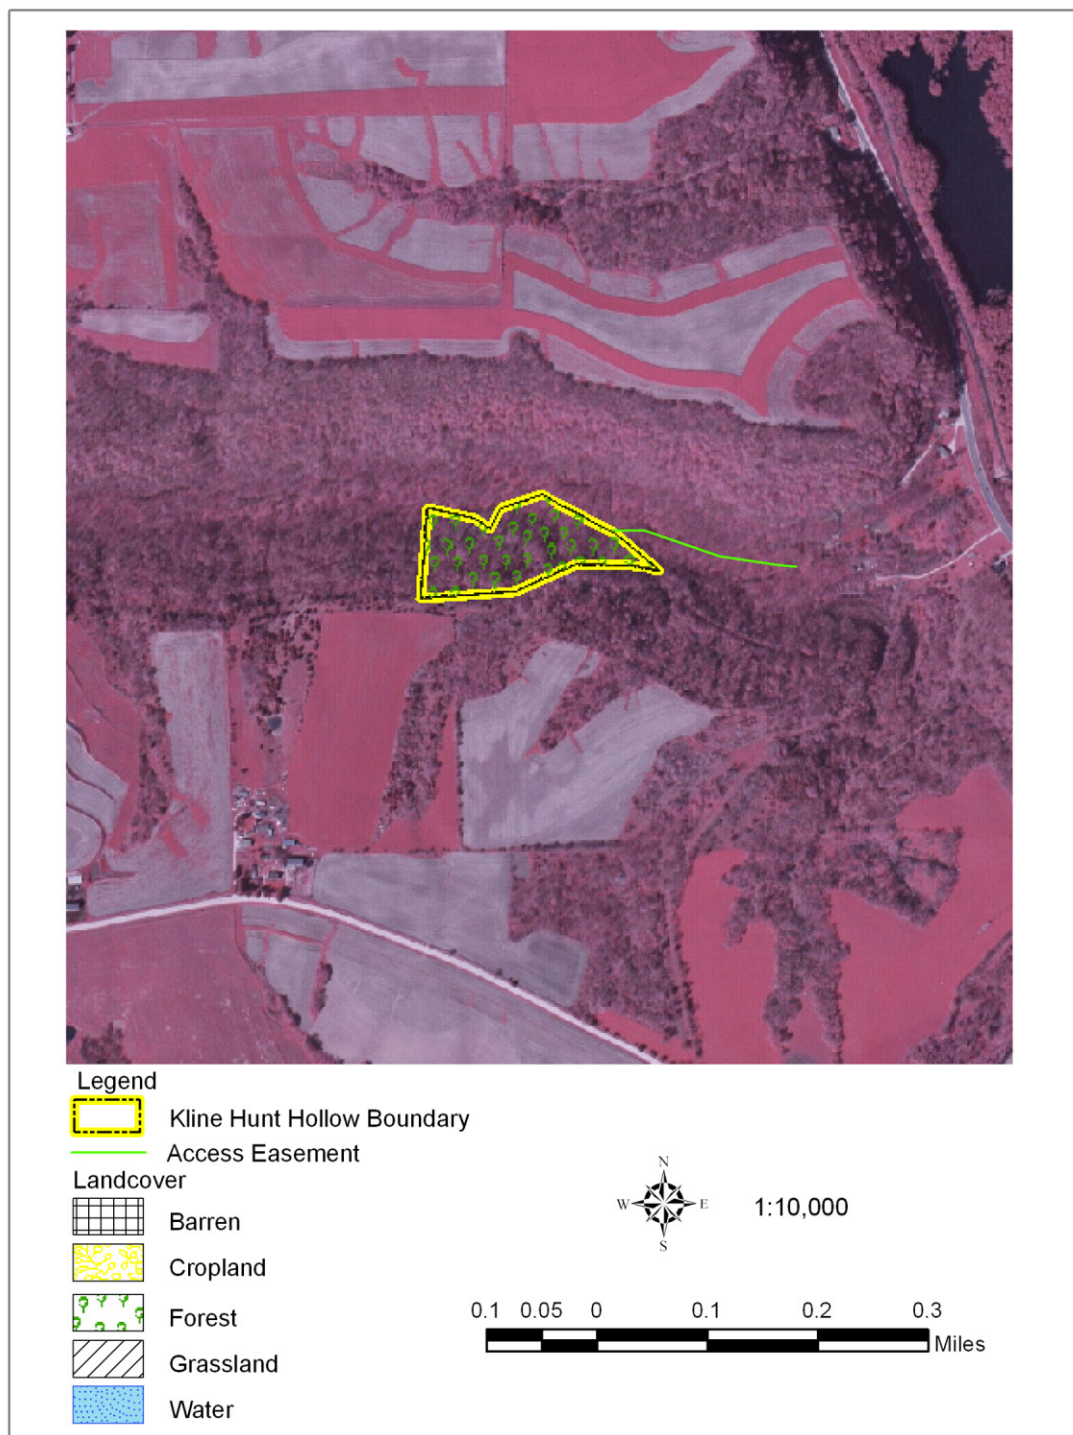 Legend
Kline Hunt Hollow Boundary
Access Easement
Landcover
Barren
Cropland
Forest
Grassland
Water
N
W E
S
1:10,000
0.1 0.05 0 0.1 0.2 0.3
Miles